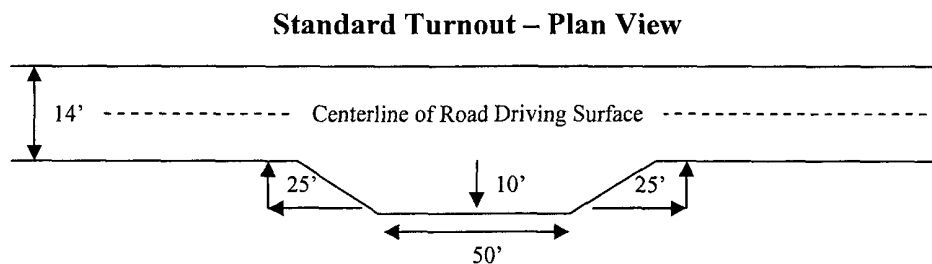 Standard Turnout – Plan View
14’
Centerline of Road Driving Surface
25’
10’
25’
50’